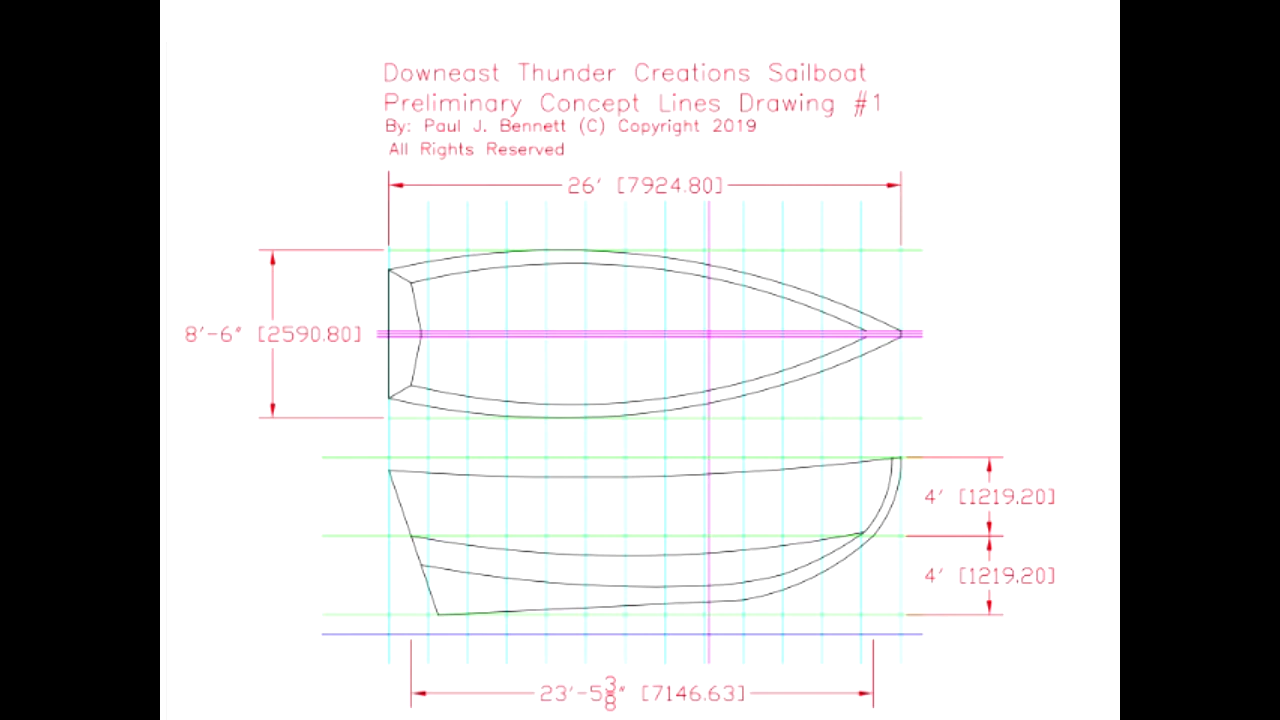 Downeast Thunder Creations Sailboat
Preliminary Concept Lines Drawing #1
By: Paul J. Bennett (C) Copyright 2019
All Rights Reserved
26' [7924.80]
8'-6" [2590.80]
4' [1219.20]
4' [1219.20]
23'-5 3/8" [7146.63]